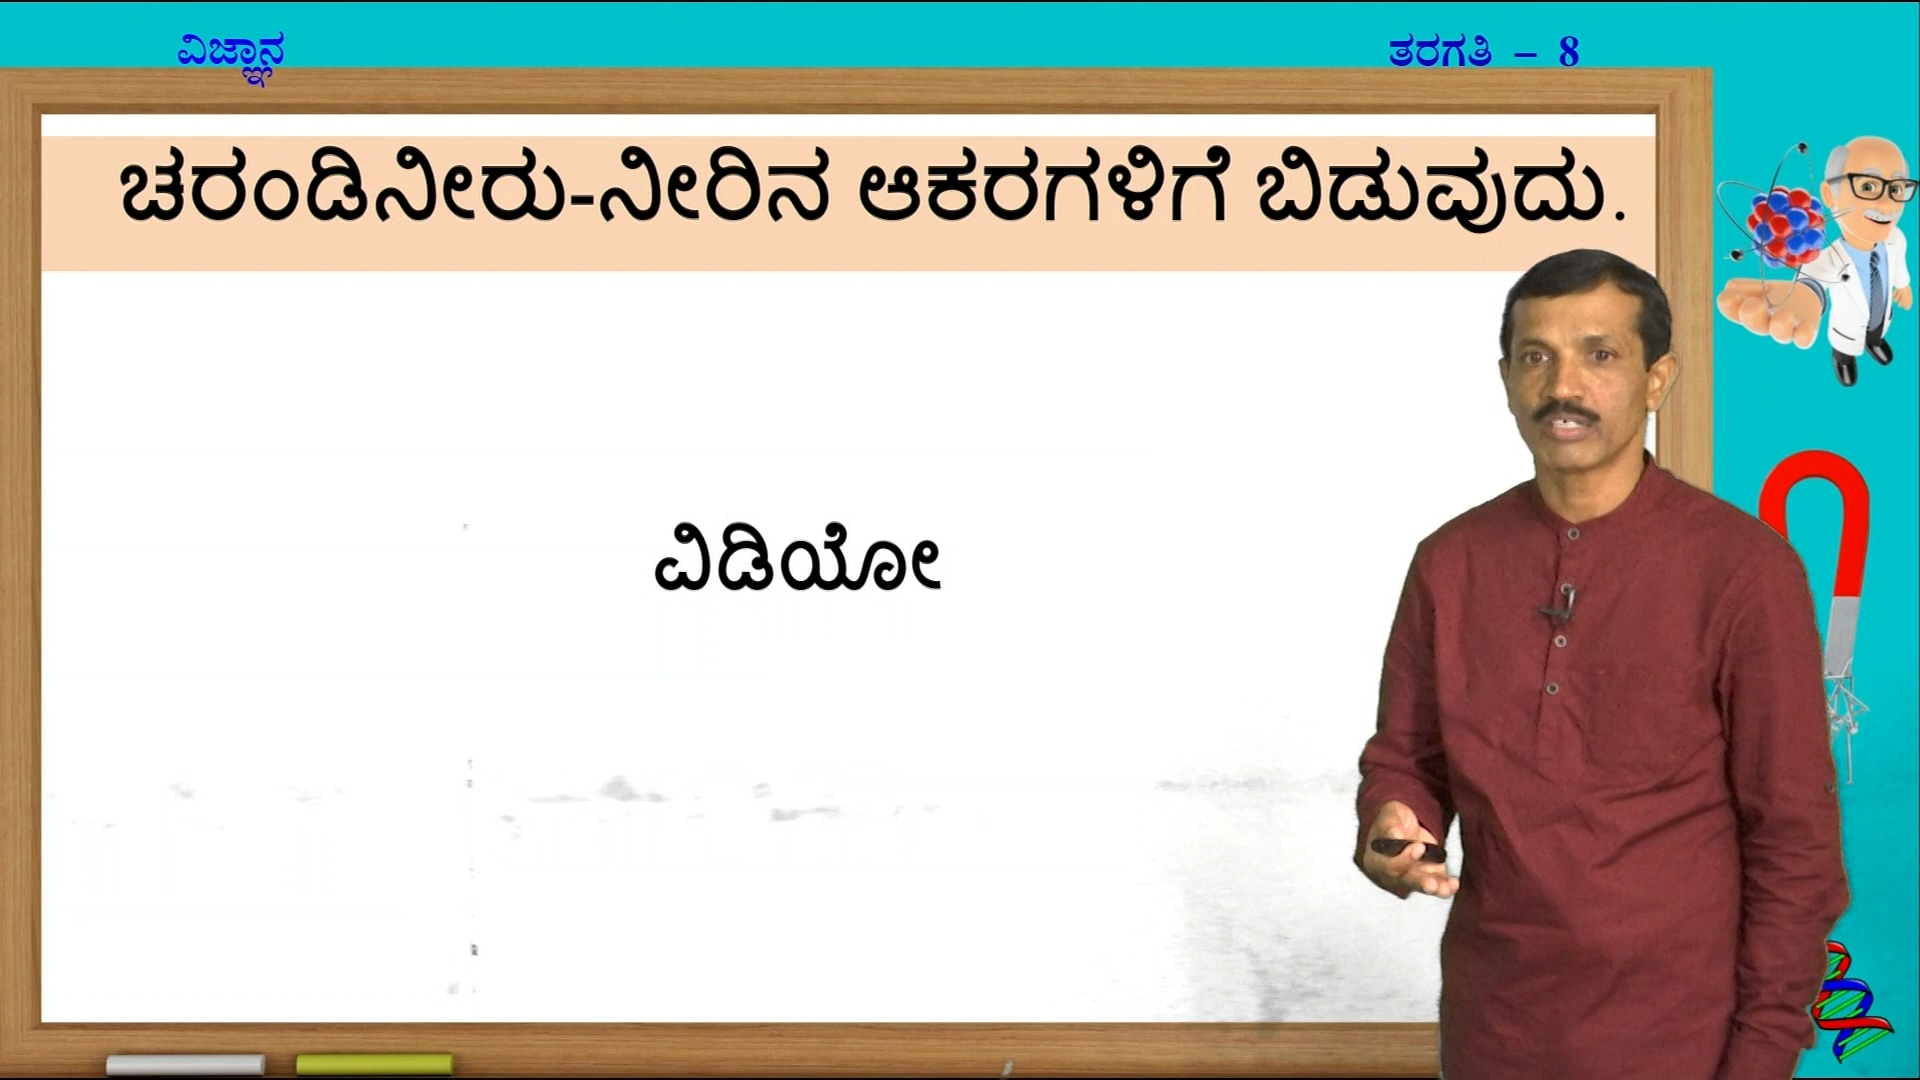 ವಿಜ್ಞಾನ
ತರಗತಿ – 8
ಚರಂಡಿನೀರು-ನೀರಿನ ಆಕರಗಳಿಗೆ ಬಿಡುವುದು.
ವಿಡಿಯೋ